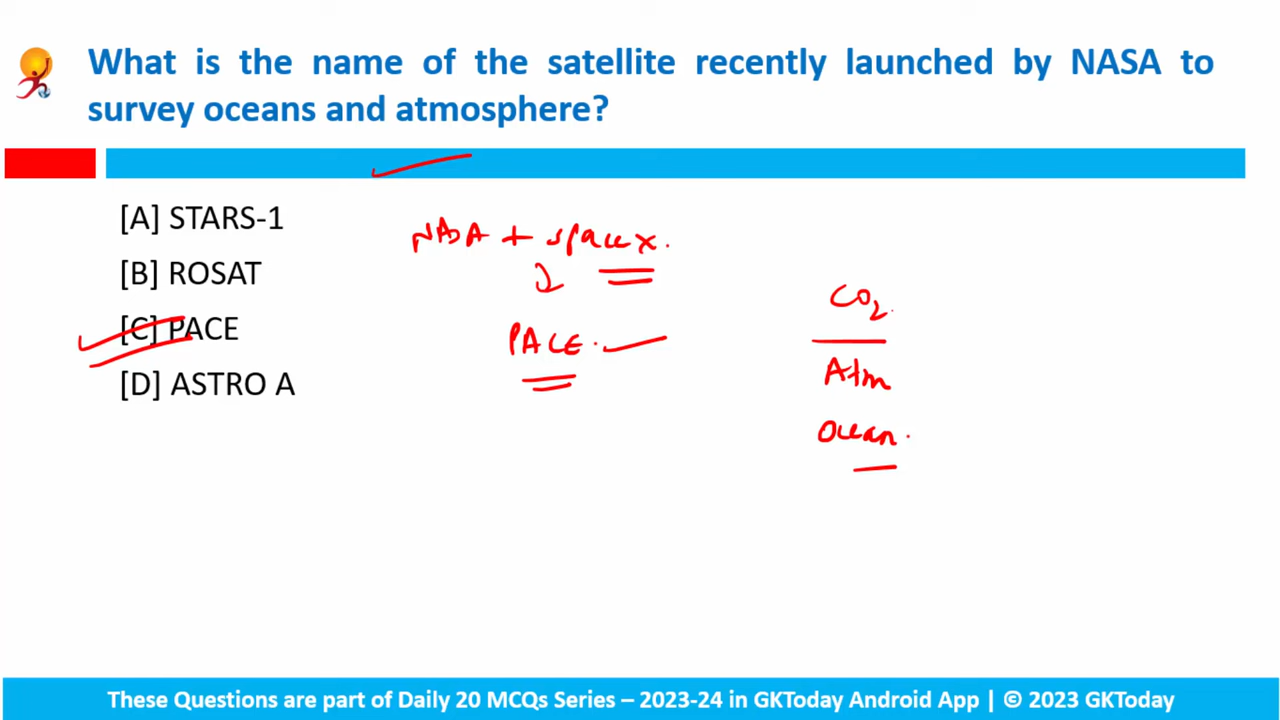 What is the name of the satellite recently launched by NASA to
survey oceans and atmosphere?
[A] STARS-1
[B] ROSAT
[C] PACE
[D] ASTRO A
NASA + spacex.
PACE.
CO2
Atm
Ocean.
These Questions are part of Daily 20 MCQs Series – 2023-24 in GKToday Android App | © 2023 GKToday